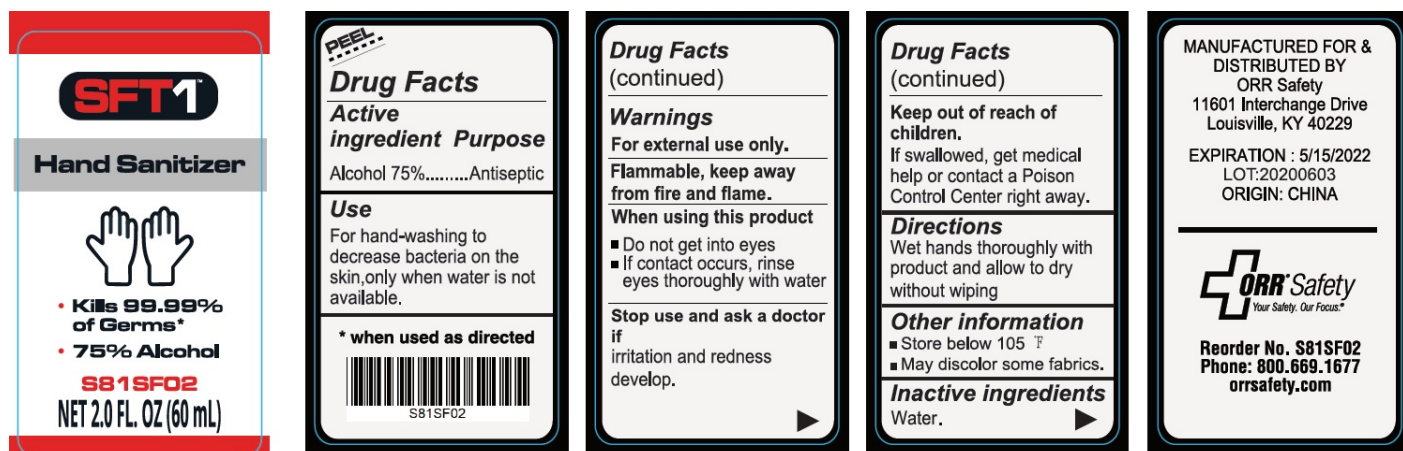 SFT1™
Hand Sanitizer
• Kills 99.99%
of Germs*
• 75% Alcohol
S81SF02
NET 2.0 FL. OZ (60 mL)
PEEL
Drug Facts
Active
ingredient Purpose
Alcohol 75%.........Antiseptic
Use
For hand-washing to
decrease bacteria on the
skin,only when water is not
available.
* when used as directed
S81SF02
Drug Facts
(continued)
Warnings
For external use only.
Flammable, keep away
from fire and flame.
When using this product
■ Do not get into eyes
■ If contact occurs, rinse
eyes thoroughly with water
Stop use and ask a doctor
if
irritation and redness
develop.
Drug Facts
(continued)
Keep out of reach of
children.
If swallowed, get medical
help or contact a Poison
Control Center right away.
Directions
Wet hands thoroughly with
product and allow to dry
without wiping
Other information
■ Store below 105 ℉
■ May discolor some fabrics.
Inactive ingredients
Water.
MANUFACTURED FOR &
DISTRIBUTED BY
ORR Safety
11601 Interchange Drive
Louisville, KY 40229
EXPIRATION : 5/15/2022
LOT:20200603
ORIGIN: CHINA
ORR® Safety
Your Safety. Our Focus.®
Reorder No. S81SF02
Phone: 800.669.1677
orrsafety.com